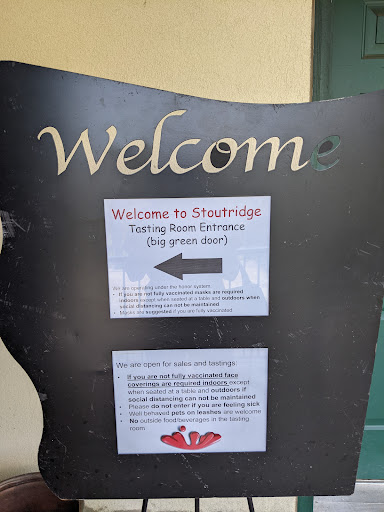 Welcome
Welcome to Stoutridge
Tasting Room Entrance
(big green door)
We are operating under the honor system:
• If you are not fully vaccinated masks are required
indoors except when seated at a table and outdoors when
social distancing can not be maintained
• Masks are suggested if you are fully vaccinated
We are open for sales and tastings:
• If you are not fully vaccinated face
coverings are required indoors except
when seated at a table and outdoors if
social distancing can not be maintained
• Please do not enter if you are feeling sick
• Well behaved pets on leashes are welcome
• No outside food/beverages in the tasting
room